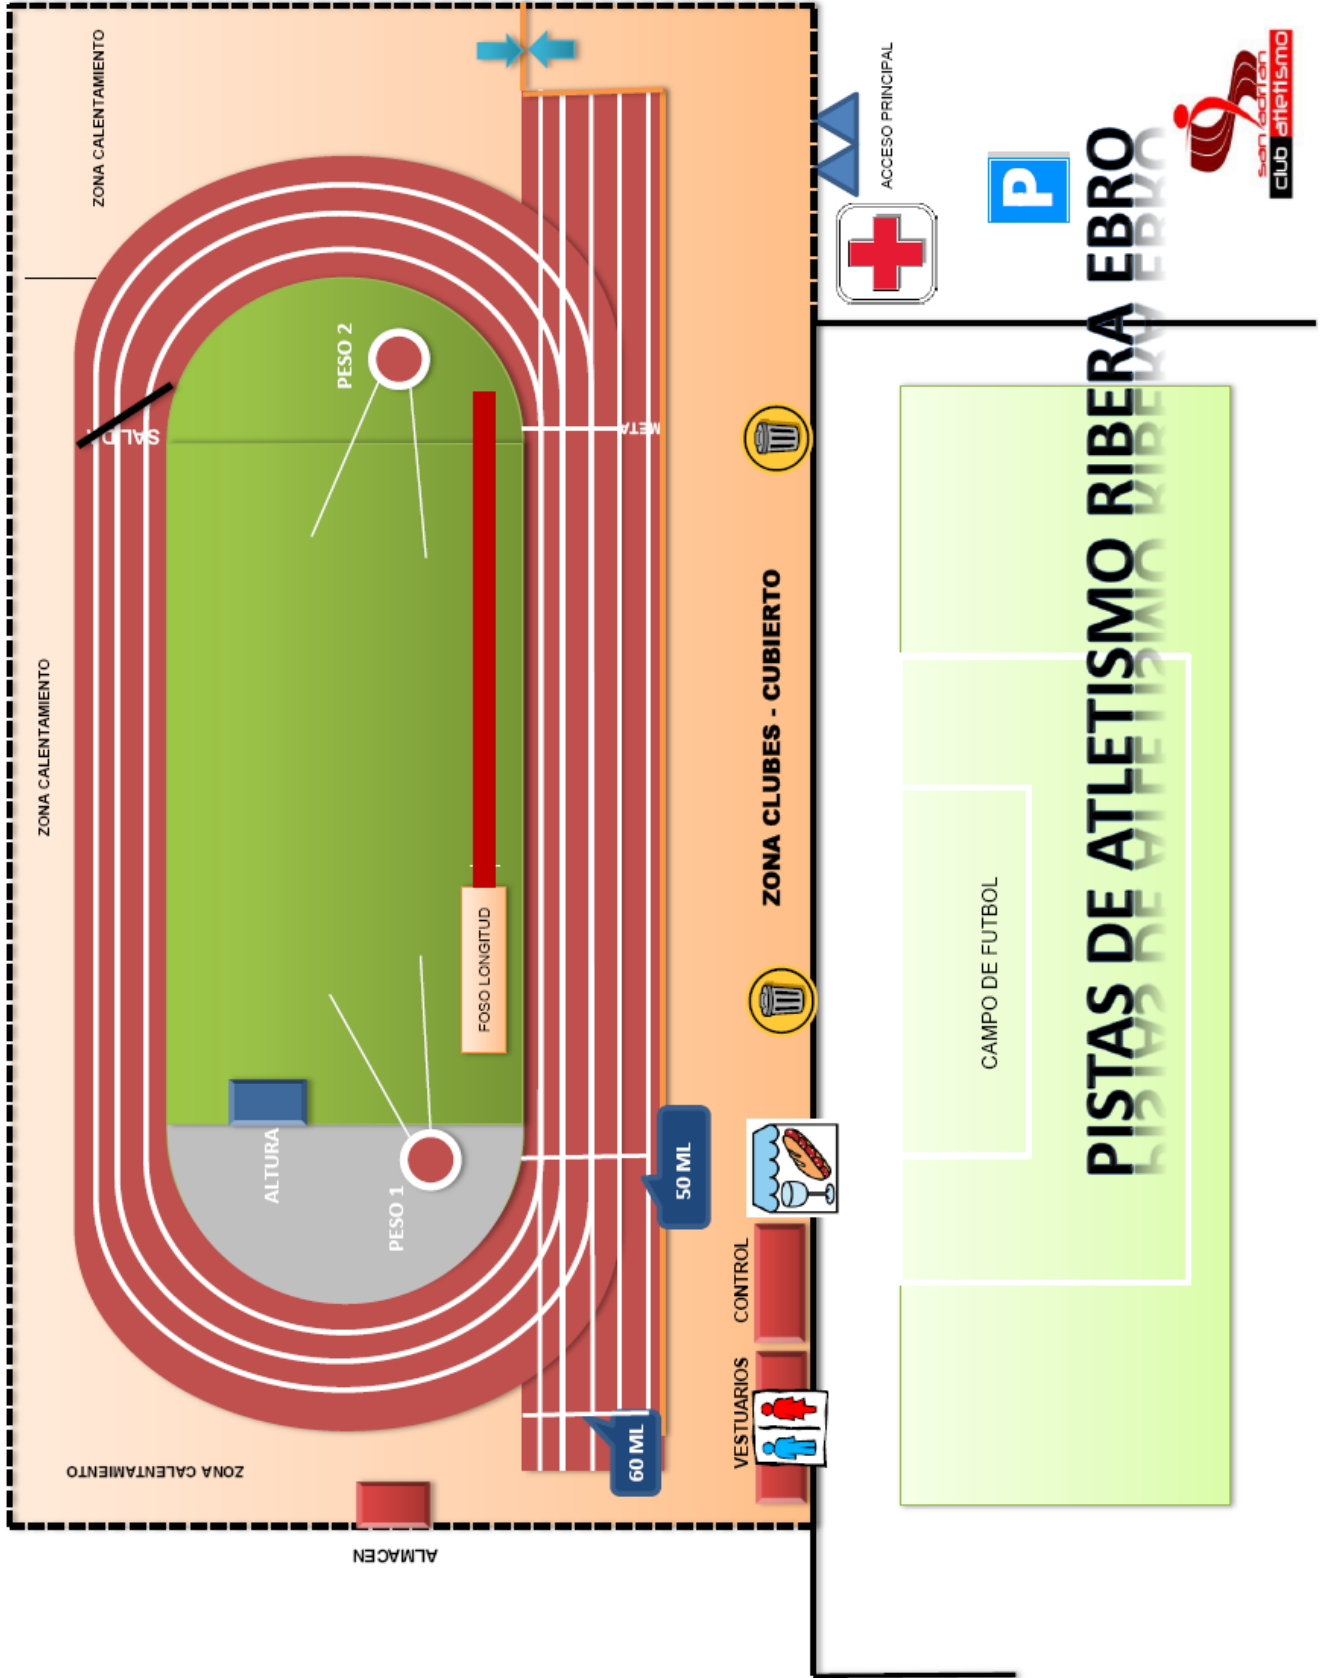 ZONA CALENTAMIENTO
ZONA CALENTAMIENTO
ZONA CALENTAMIENTO
SALID
META
PESO 2
PESO 1
ALTURA
FOSO LONGITUD
50 ML
60 ML
ZONA CLUBES - CUBIERTO
CONTROL
VESTUARIOS
ALMACEN
ACCESO PRINCIPAL
P
CAMPO DE FUTBOL
PISTAS DE ATLETISMO RIBERA EBRO
san adrian
club atletismo